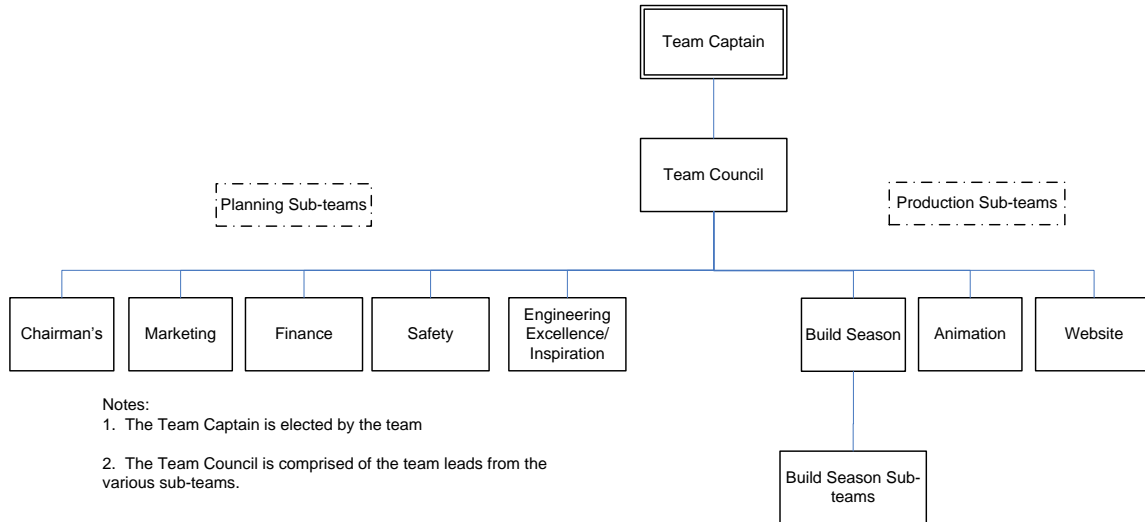 Team Captain
Team Council
Planning Sub-teams
Production Sub-teams
Chairman's
Marketing
Finance
Safety
Engineering
Excellence/
Inspiration
Build Season
Animation
Website
Notes:
1. The Team Captain is elected by the team
2. The Team Council is comprised of the team leads from the
various sub-teams.
Build Season Sub-
teams